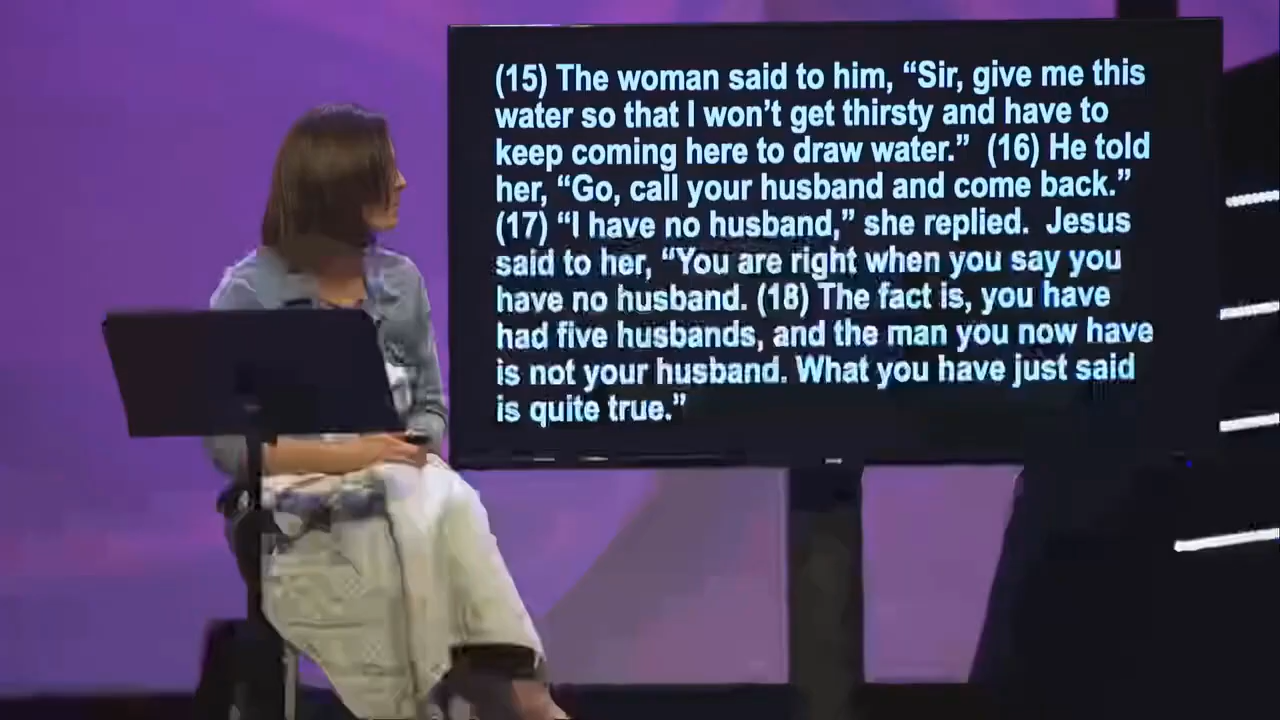 (15) The woman said to him, “Sir, give me this
water so that I won’t get thirsty and have to
keep coming here to draw water.”  (16) He told
her, “Go, call your husband and come back.”
(17) “I have no husband,” she replied.  Jesus
said to her, “You are right when you say you
have no husband. (18) The fact is, you have
had five husbands, and the man you now have
is not your husband. What you have just said
is quite true.”